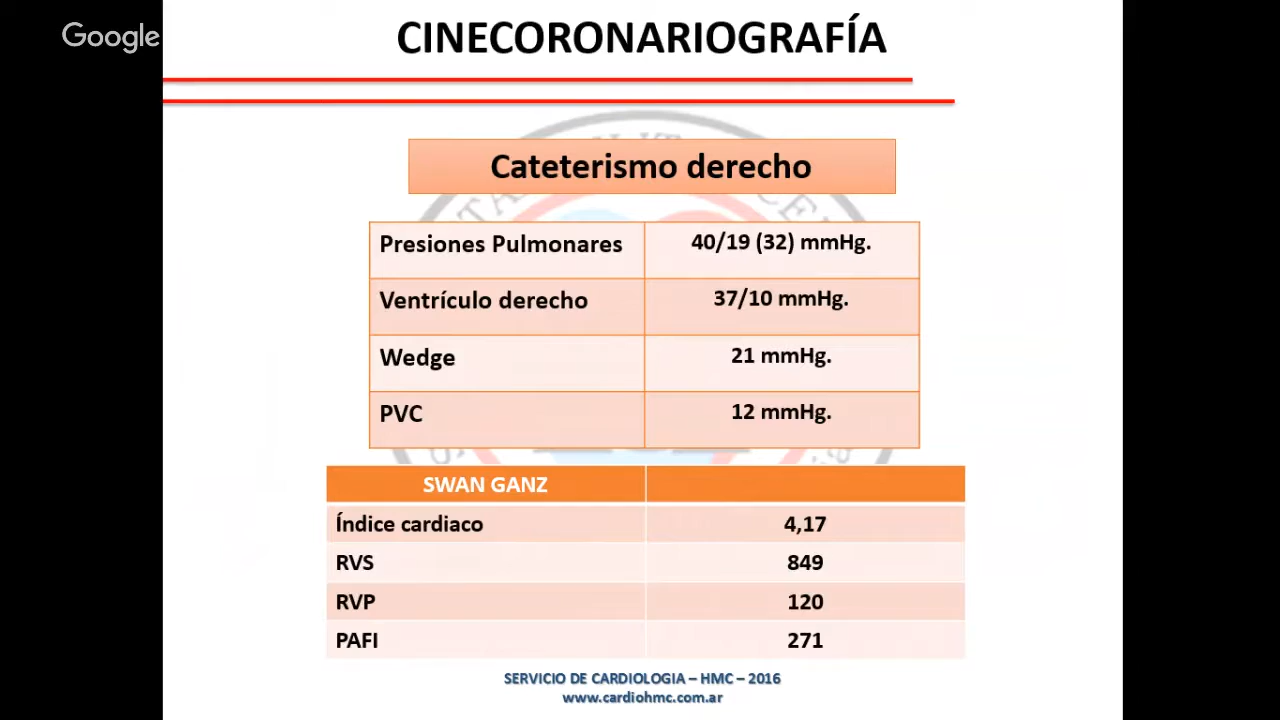 Google
CINECORONARIOGRAFÍA
Cateterismo derecho
Presiones Pulmonares 40/19 (32) mmHg.
Ventrículo derecho 37/10 mmHg.
Wedge 21 mmHg.
PVC 12 mmHg.
SWAN GANZ
Índice cardiaco 4,17
RVS 849
RVP 120
PAFI 271
SERVICIO DE CARDIOLOGIA – HMC – 2016
www.cardiohmc.com.ar